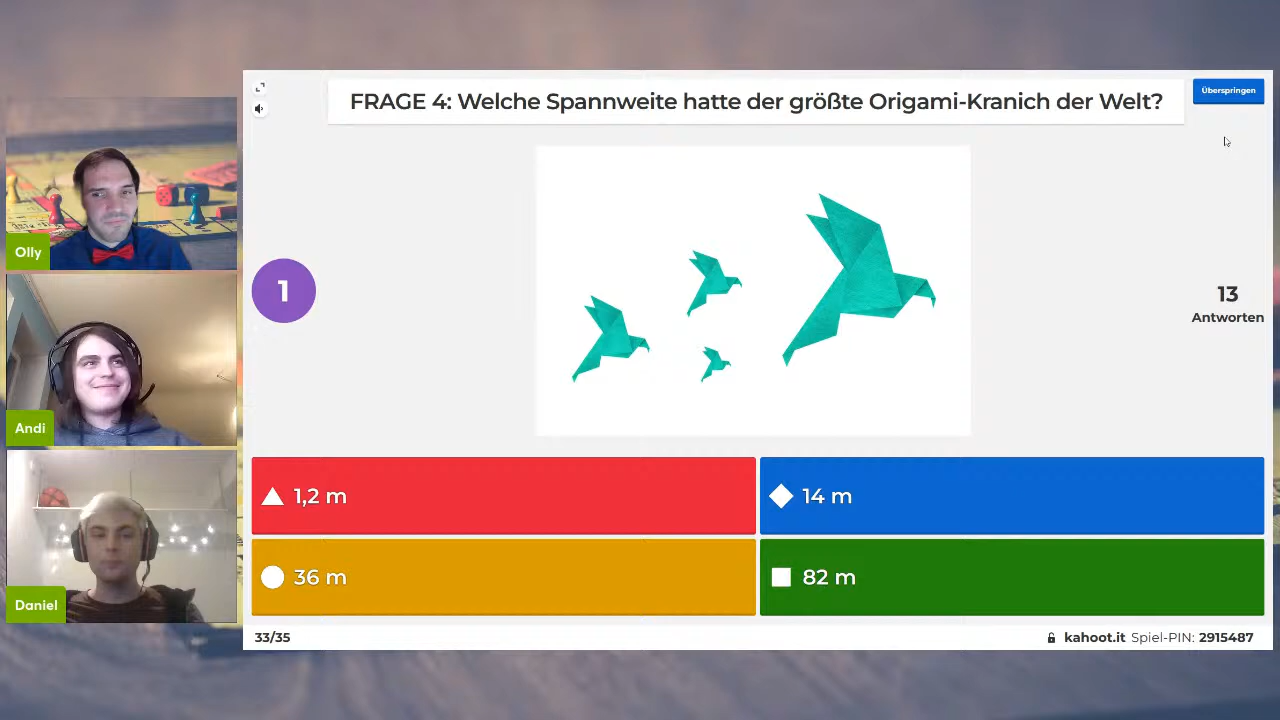 FRAGE 4: Welche Spannweite hatte der größte Origami-Kranich der Welt?
Überspringen
Olly
1
13
Antworten
Andi
1,2 m
14 m
36 m
82 m
Daniel
33/35
kahoot.it Spiel-PIN: 2915487